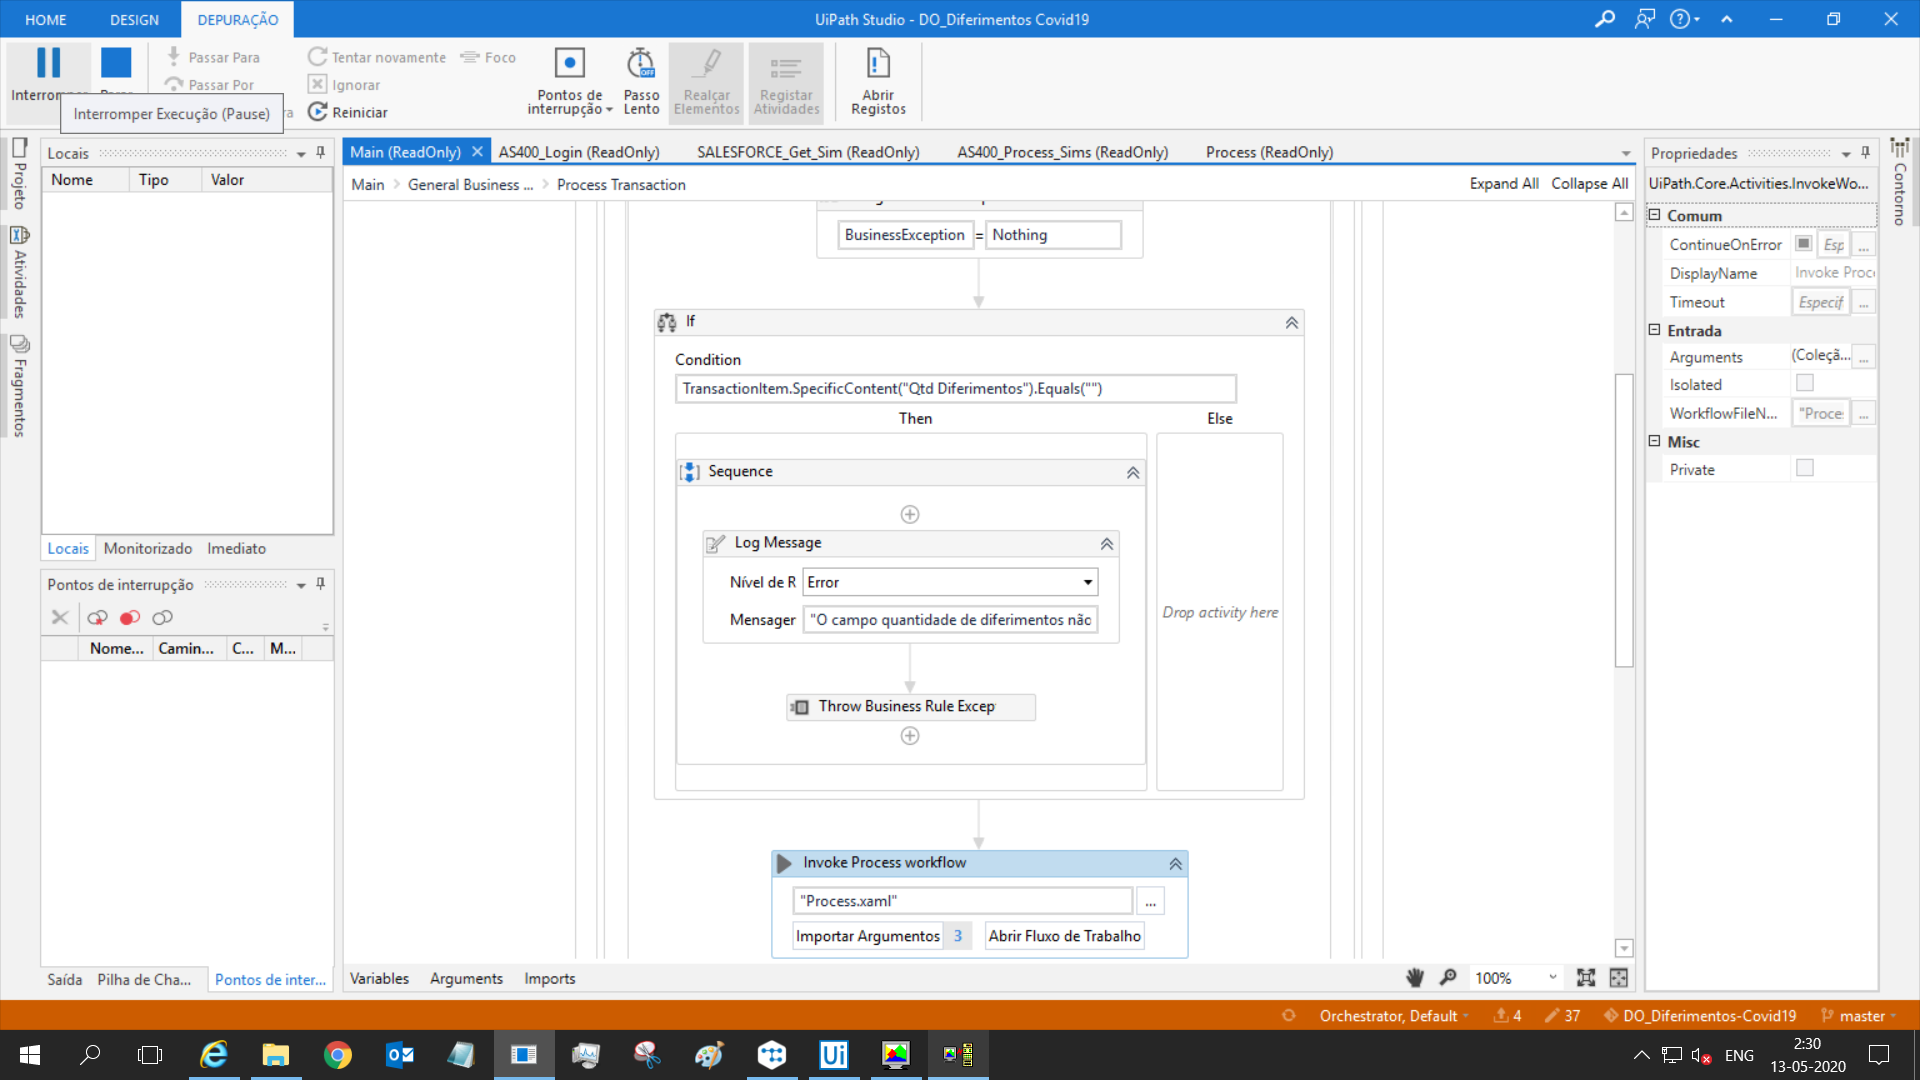 HOME DESIGN DEPURAÇÃO UiPath Studio - DO_Diferimentos Covid19
Interromper
Passar Para
Passar Por
Tentar novamente
Foco
Ignorar
Reiniciar
Interromper Execução (Pause)
Pontos de interrupção
Passo Lento
Realçar Elementos
Registar Atividades
Abrir Registos
Projeto
Atividades
Fragmentos
Locais
Nome Tipo Valor
Locais Monitorizado Imediato
Pontos de interrupção
Nome... Camin... C... M...
Saída Pilha de Cha... Pontos de inter...
Main (ReadOnly) AS400_Login (ReadOnly) SALESFORCE_Get_Sim (ReadOnly) AS400_Process_Sims (ReadOnly) Process (ReadOnly)
Main > General Business ... > Process Transaction
Expand All Collapse All
BusinessException = Nothing
If
Condition
TransactionItem.SpecificContent("Qtd Diferimentos").Equals("")
Then Else
Sequence
Log Message
Nível de R Error
Mensager "O campo quantidade de diferimentos não
Drop activity here
Throw Business Rule Excep
Invoke Process workflow
"Process.xaml" ...
Importar Argumentos 3 Abrir Fluxo de Trabalho
Variables Arguments Imports
100%
Propriedades
UiPath.Core.Activities.InvokeWo...
Comum
ContinueOnError Esp ...
DisplayName Invoke Proc
Timeout Especif ...
Entrada
Arguments (Coleçã... ...
Isolated
WorkflowFileN... "Proce: ...
Misc
Private
Contorno
Orchestrator, Default 4 37 DO_Diferimentos-Covid19 master
Ui
ENG
2:30
13-05-2020